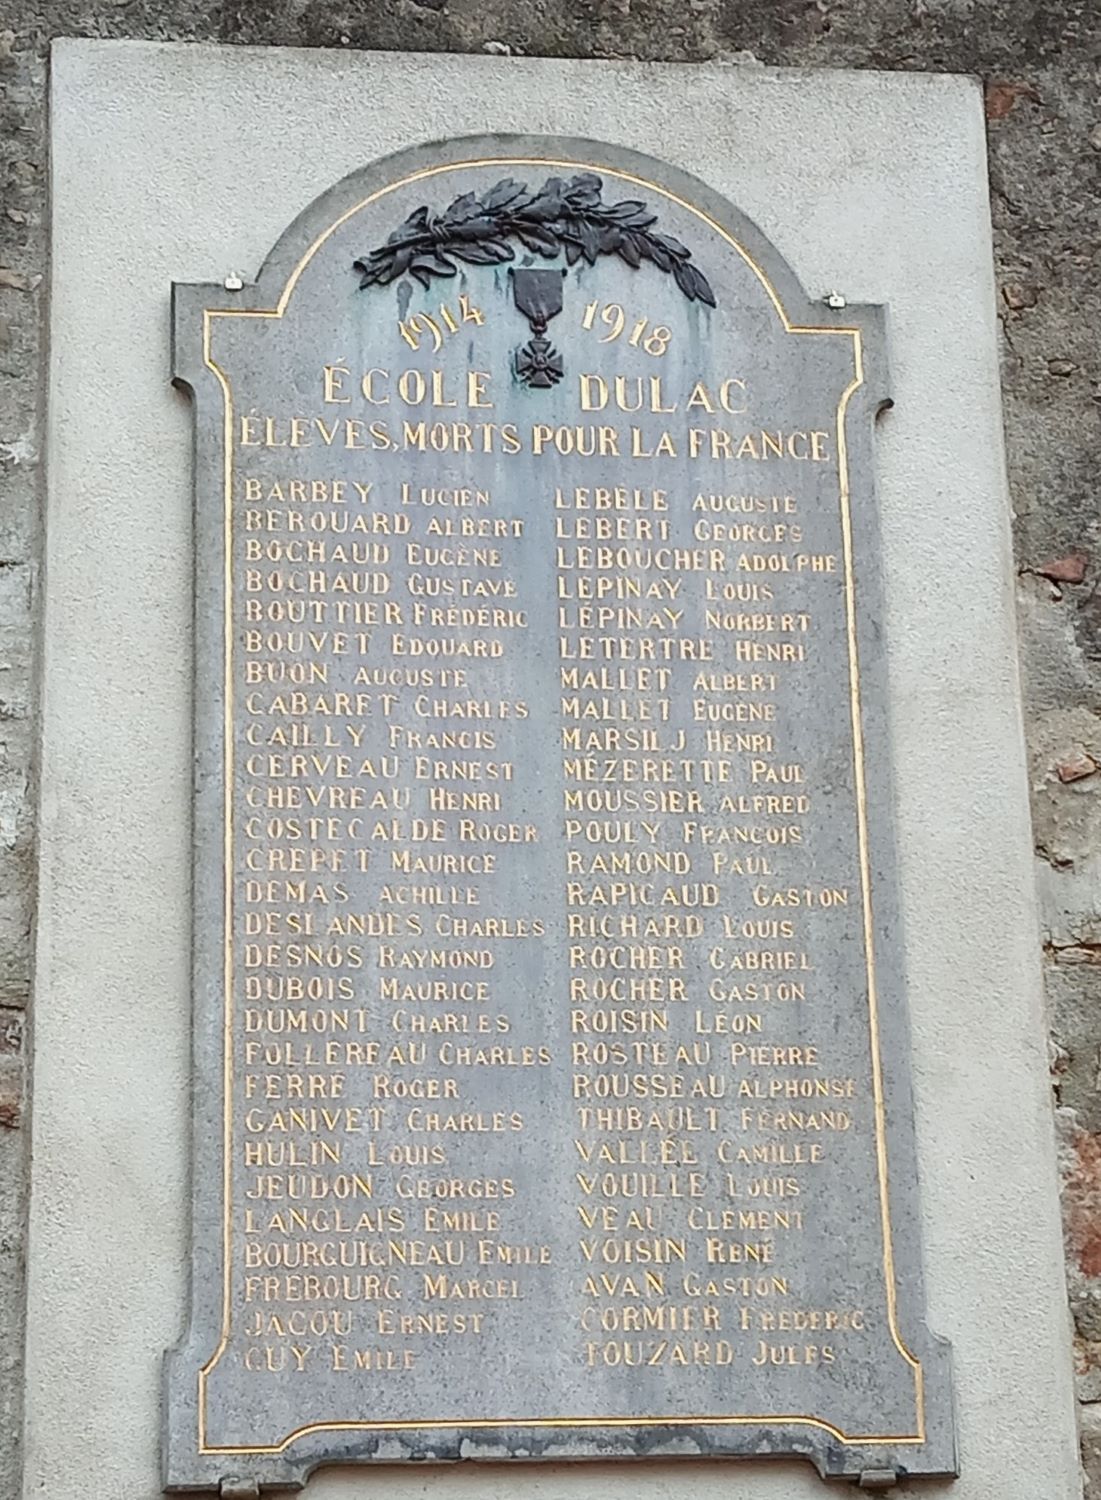 1914 1918
ÉCOLE DULAC
ÉLEVES, MORTS POUR LA FRANCE
BARBEY LUCIEN
BEROUARD ALBERT
BOCHAUD EUGÈNE
BOCHAUD GUSTAVE
BOUTTIER FRÉDÉRIC
BOUVET EDOUARD
BUON AUGUSTE
CABARET CHARLES
CAILLY FRANCIS
CERVEAU ERNEST
CHEVREAU HENRI
COSTECALDE ROGER
CREPET MAURICE
DEMAS ACHILLE
DESLANDES CHARLES
DESNOS RAYMOND
DUBOIS MAURICE
DUMONT CHARLES
FOLLEREAU CHARLES
FERRÉ ROGER
GANIVET CHARLES
HULIN LOUIS
JEUDON GEORGES
LANGLAIS EMILE
BOURGUIGNEAU EMILE
FREBOURG MARCEL
JACOU ERNEST
GUY EMILE
LEBÈLE AUGUSTE
LEBERT GEORGES
LEBOUCHER ADOLPHE
LÉPINAY LOUIS
LÉPINAY NORBERT
LETERTRE HENRI
MALLET ALBERT
MALLET EUGÈNE
MARSILJ HENRI
MÉZERETTE PAUL
MOUSSIER ALFRED
POULY FRANÇOIS
RAMOND PAUL
RAPICAUD GASTON
RICHARD LOUIS
ROCHER GABRIEL
ROCHER GASTON
ROISIN LÉON
ROSTEAU PIERRE
ROUSSEAU ALPHONSE
THIBAULT FERNAND
VALLÉE CAMILLE
VOUILLE LOUIS
VEAU CLÉMENT
VOISIN RENÉ
AVAN GASTON
CORMIER FREDERIC
TOUZARD JULES